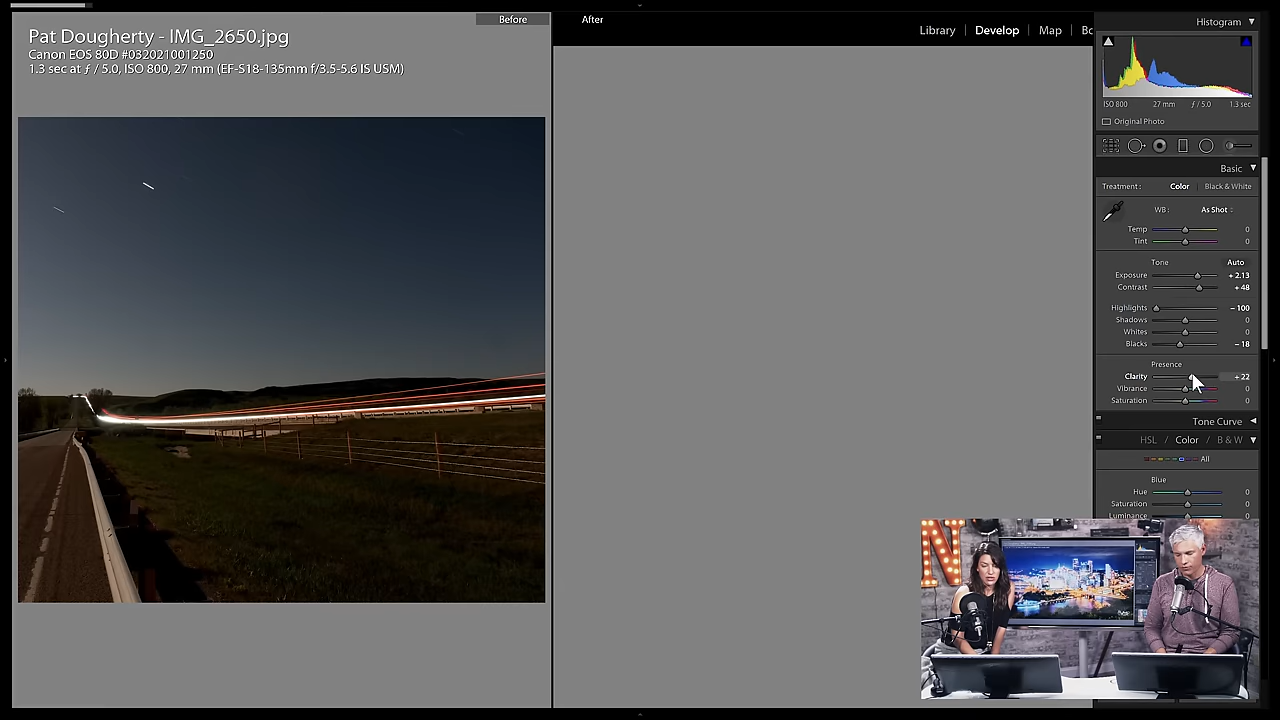 Before
After
Pat Dougherty - IMG_2650.jpg
Canon EOS 80D #032021001250
1.3 sec at ƒ / 5.0, ISO 800, 27 mm (EF-S18-135mm f/3.5-5.6 IS USM)
Library | Develop | Map |
Histogram
ISO 800 27 mm ƒ / 5.0 1.3 sec
Original Photo
Basic
Treatment : Color Black & White
WB : As Shot
Temp 0
Tint 0
Tone Auto
Exposure + 2.13
Contrast + 48
Highlights − 100
Shadows 0
Whites 0
Blacks − 18
Presence
Clarity + 22
Vibrance 0
Saturation 0
Tone Curve
HSL / Color / B & W
All
Blue
Hue 0
Saturation 0
Luminance 0
N